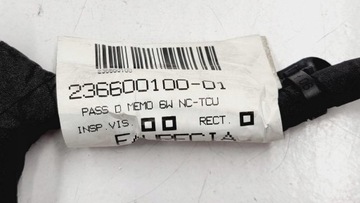 236600100-01
PASS D MEMO 6W NC-TCU
INSP.VIS. RECT.
FAURECIA